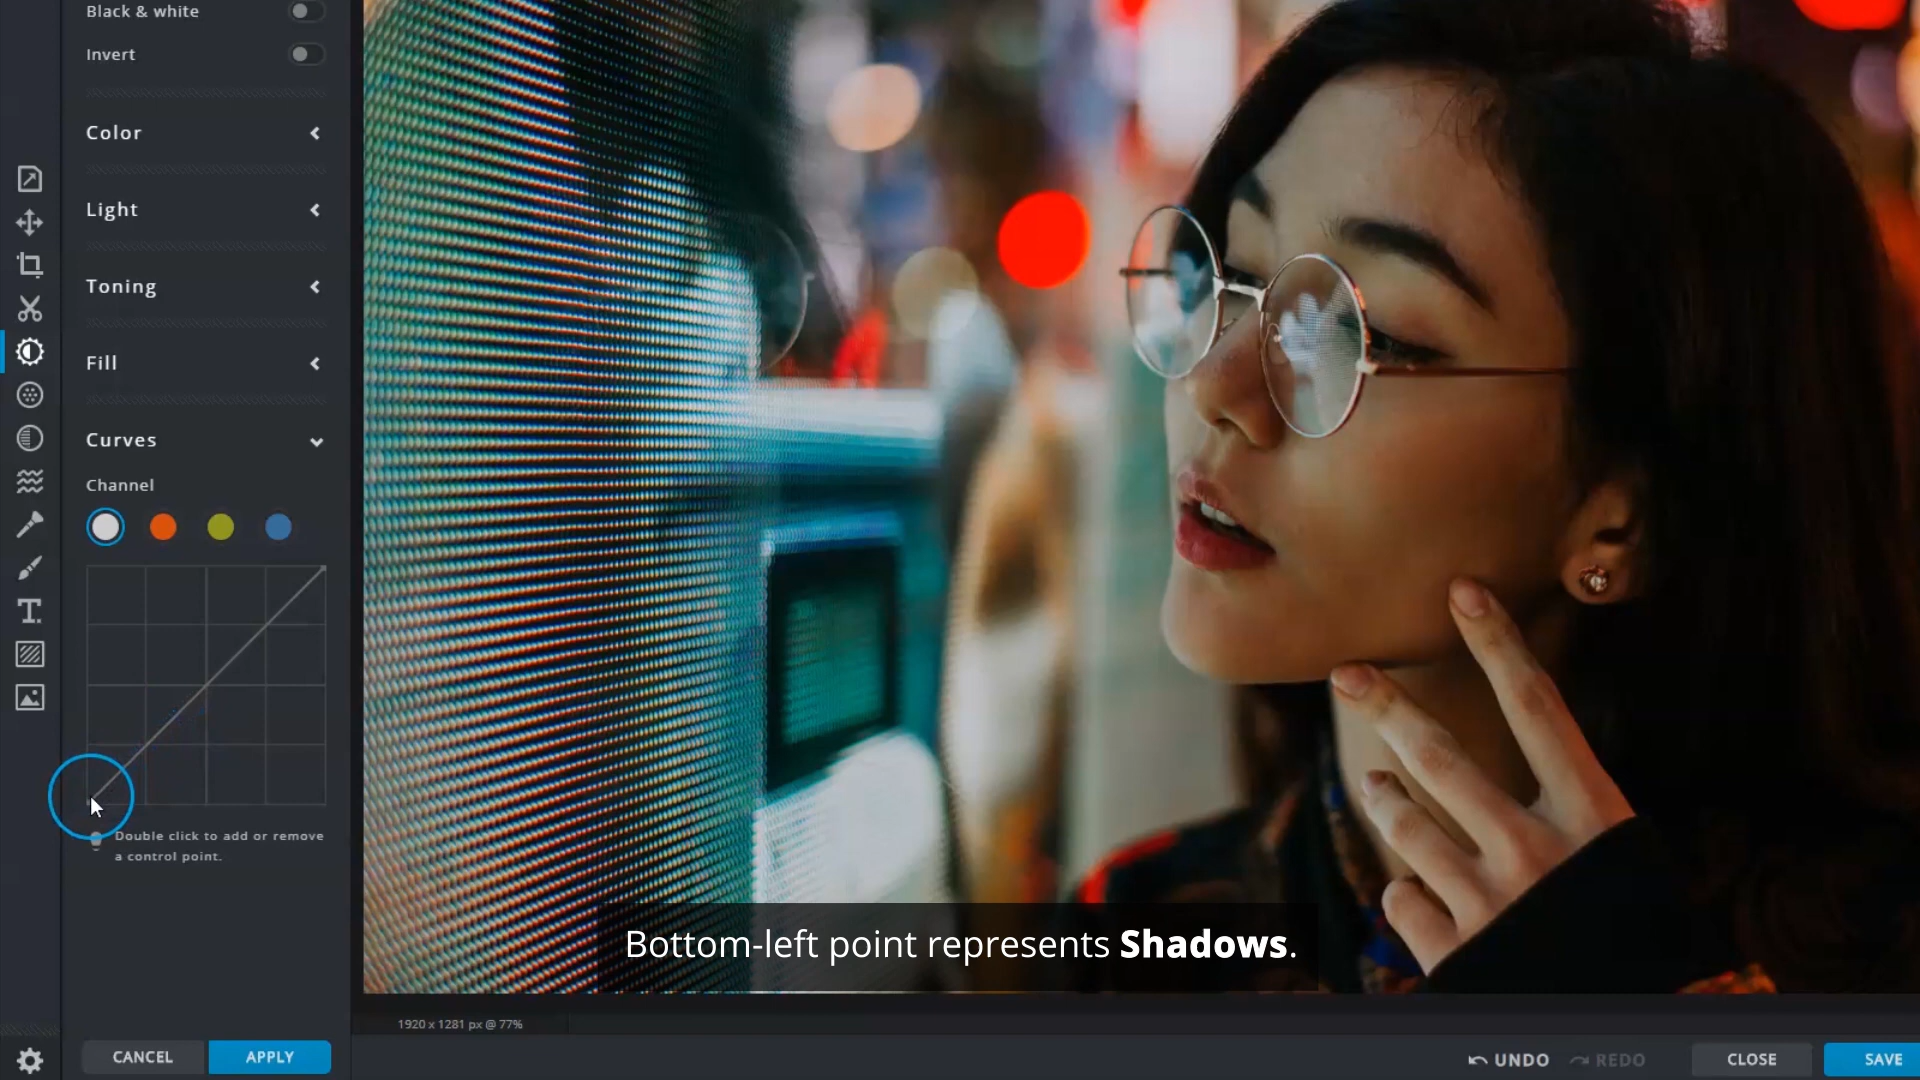 Black & white
Invert
Color
Light
Toning
Fill
Curves
Channel
Double click to add or remove
a control point.
Bottom-left point represents Shadows.
1920 x 1281 px @ 77%
CANCEL
APPLY
UNDO
REDO
CLOSE
SAVE